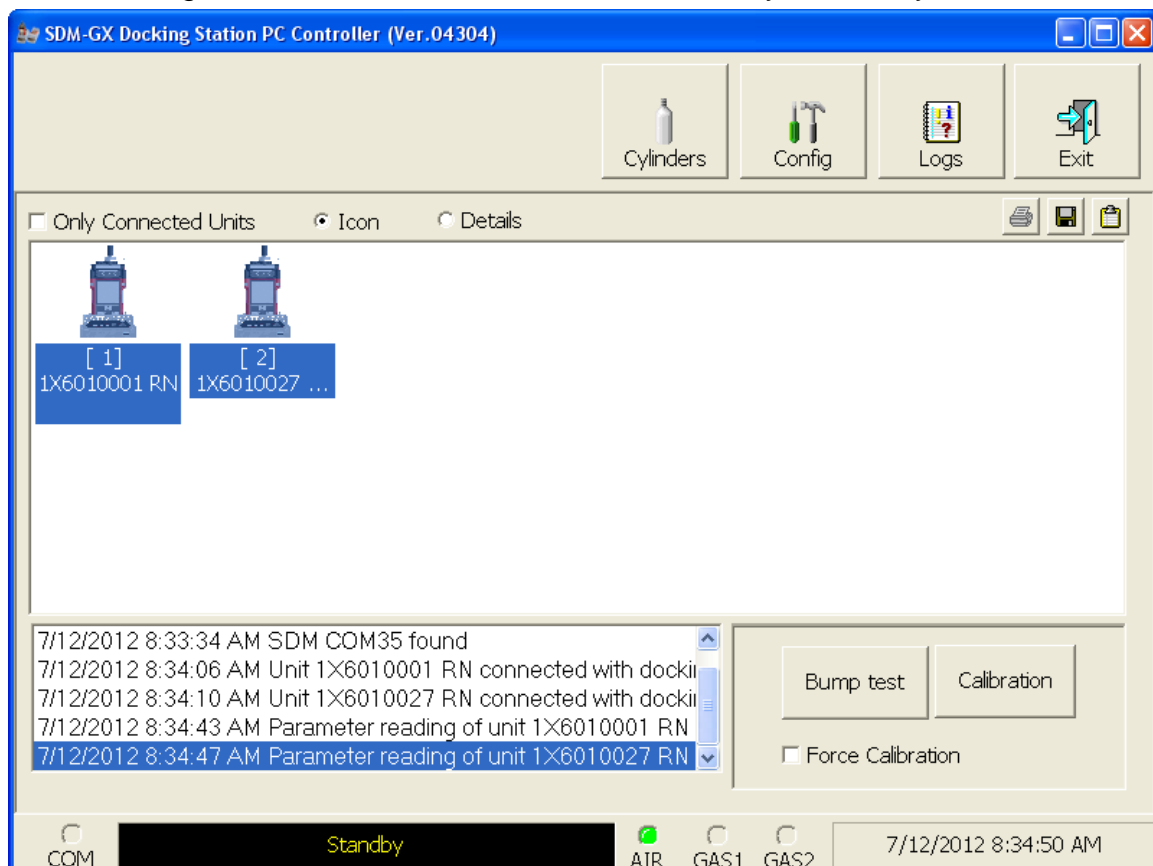 SDM-GX Docking Station PC Controller (Ver.04304)
Cylinders
Config
Logs
Exit
Only Connected Units
Icon
Details
[ 1]
1X6010001 RN
[ 2]
1X6010027 ...
7/12/2012 8:33:34 AM SDM COM35 found
7/12/2012 8:34:06 AM Unit 1X6010001 RN connected with dockin
7/12/2012 8:34:10 AM Unit 1X6010027 RN connected with dockin
7/12/2012 8:34:43 AM Parameter reading of unit 1X6010001 RN
7/12/2012 8:34:47 AM Parameter reading of unit 1X6010027 RN
Bump test
Calibration
Force Calibration
COM
Standby
AIR
GAS1
GAS2
7/12/2012 8:34:50 AM